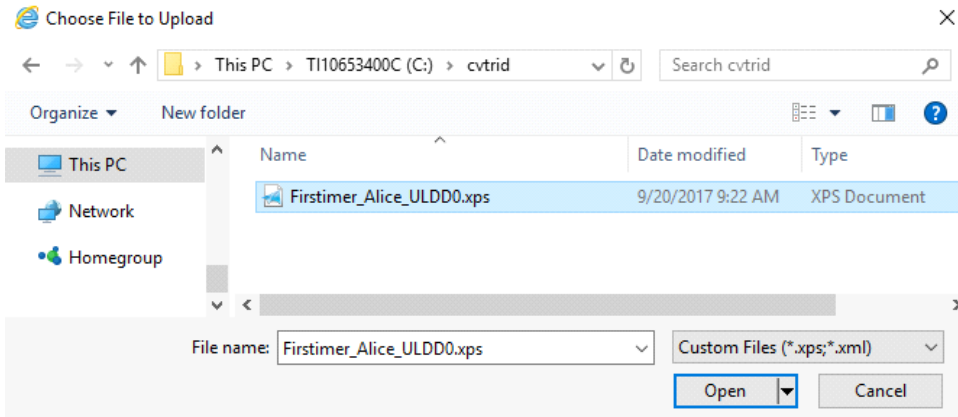 Choose File to Upload
This PC > TI10653400C (C:) > cvtrid
Search cvtrid
Organize
New folder
Name
Date modified
Type
This PC
Firstimer_Alice_ULDD0.xps
9/20/2017 9:22 AM
XPS Document
Network
Homegroup
File name:
Firstimer_Alice_ULDD0.xps
Custom Files (*.xps;*.xml)
Open
Cancel